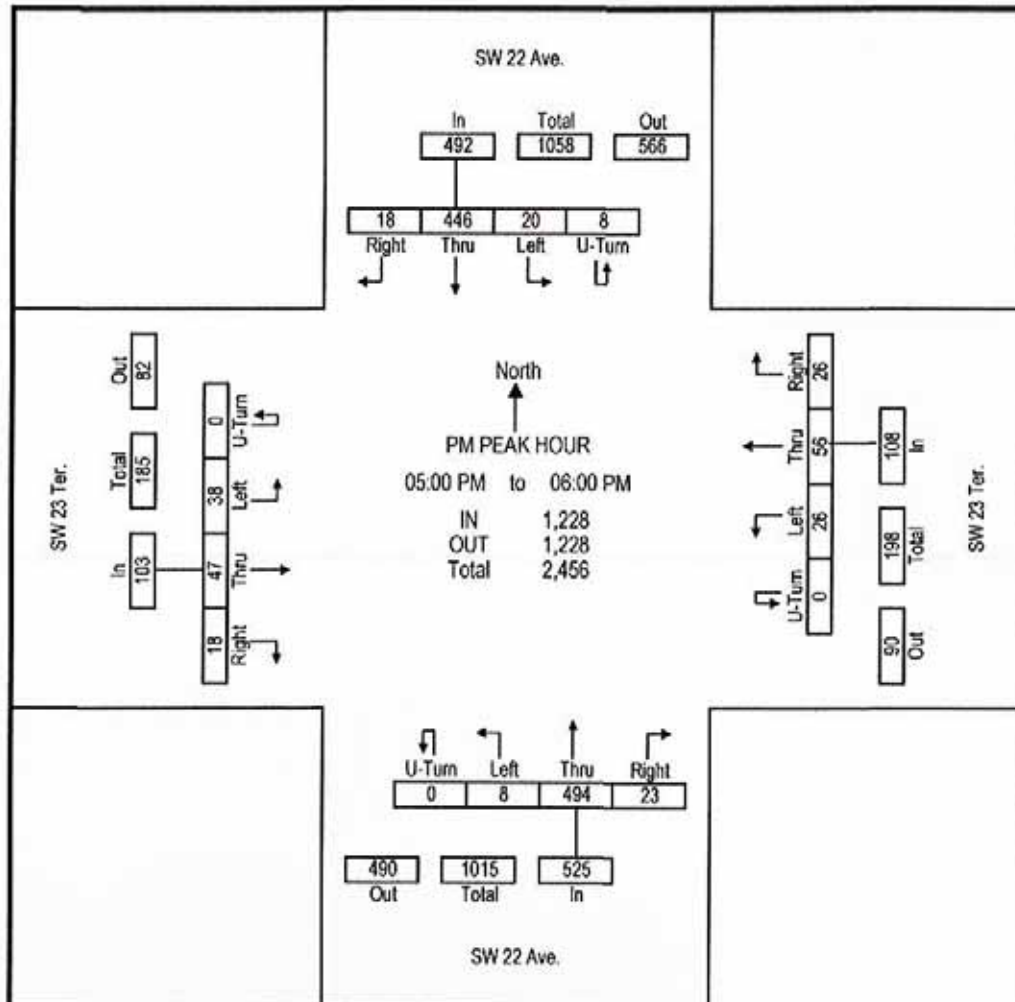 SW 22 Ave.
In Total Out
492 1058 566
18 446 20 8
Right Thru Left U-Turn
SW 23 Ter.
Out
82
Total
185
In
103
0
U-Turn
38
Left
47
Thru
18
Right
North
PM PEAK HOUR
05:00 PM to 06:00 PM
IN 1,228
OUT 1,228
Total 2,456
Right
26
Thru
56
Left
26
U-Turn
0
108
In
198
Total
90
Out
SW 23 Ter.
U-Turn Left Thru Right
0 8 494 23
490 1015 525
Out Total In
SW 22 Ave.